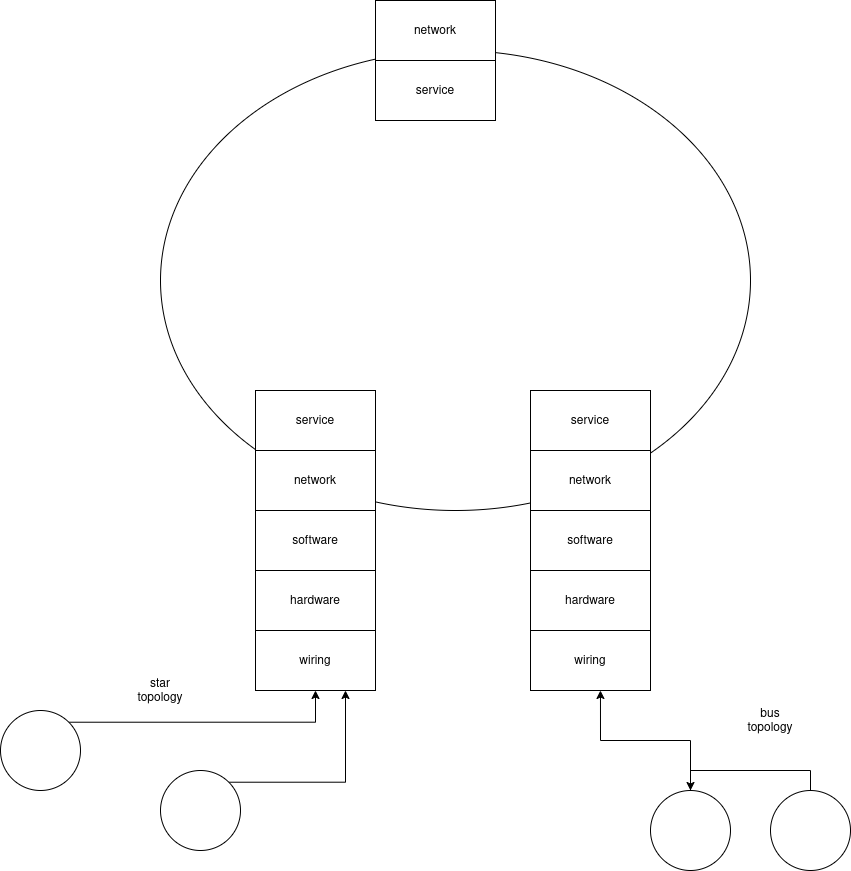 network
service
service
network
software
hardware
wiring
service
network
software
hardware
wiring
star
topology
bus
topology